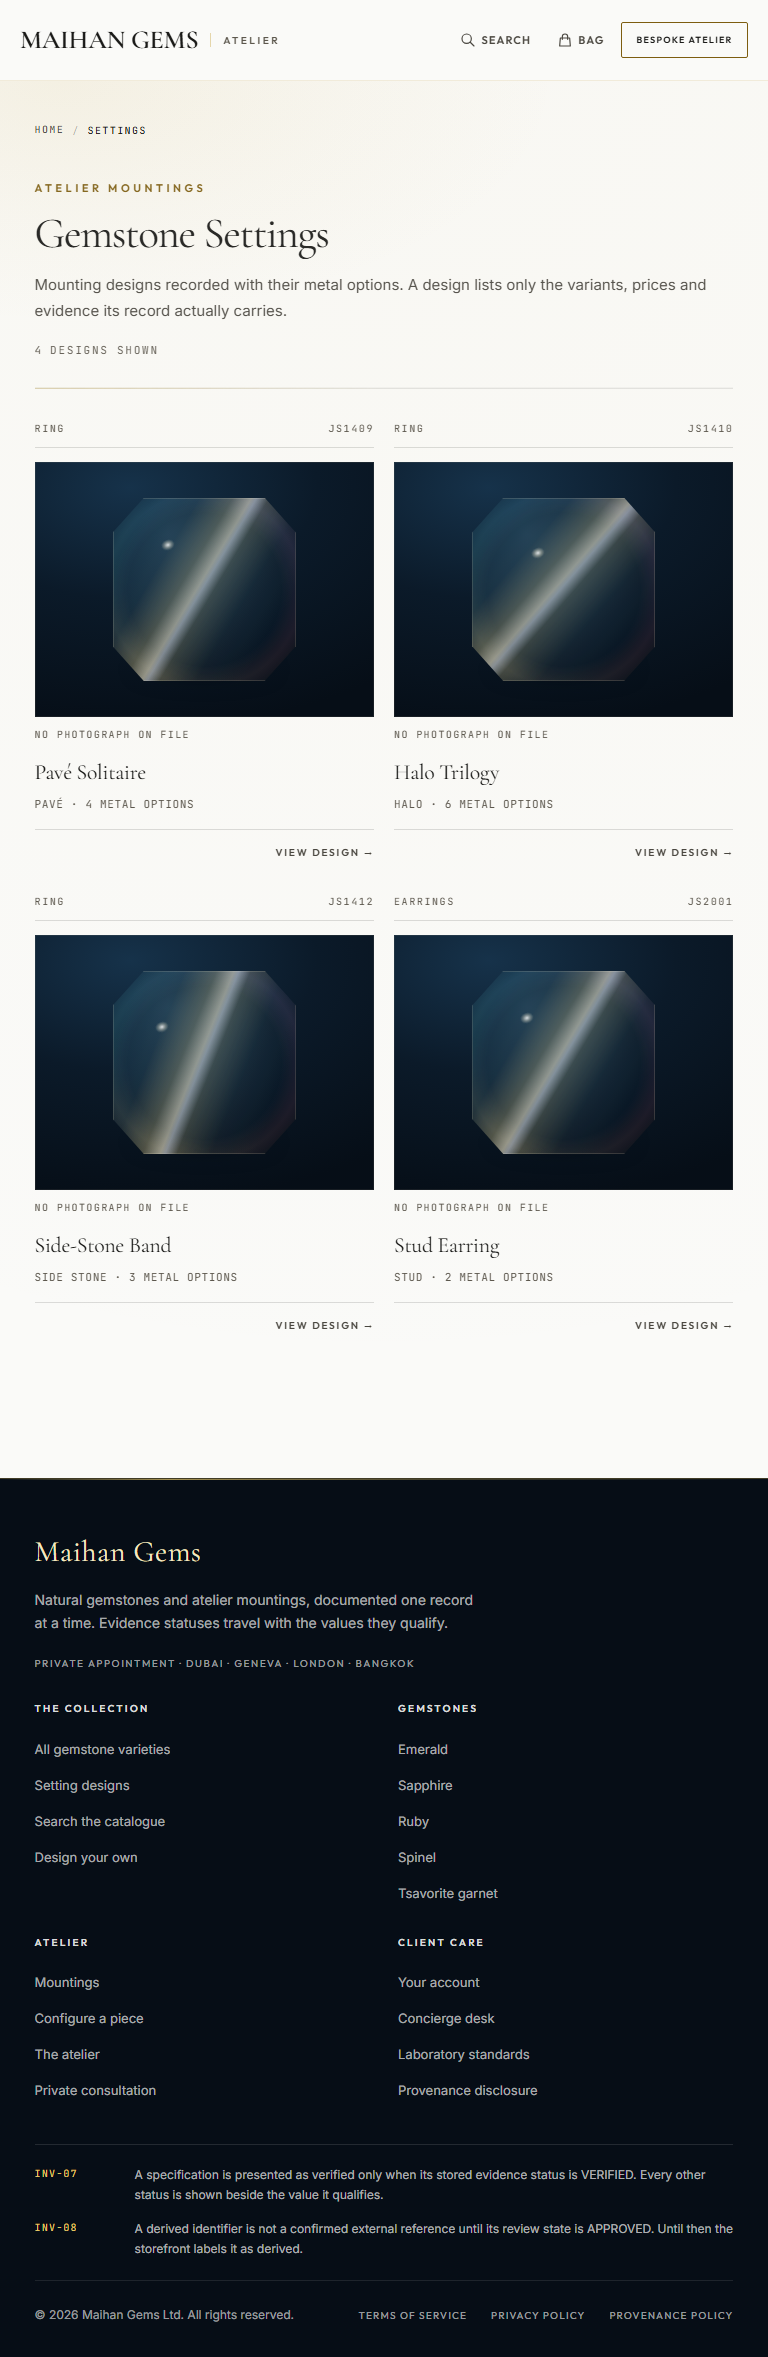 MAIHAN GEMS
ATELIER
SEARCH
BAG
BESPOKE ATELIER
HOME / SETTINGS
ATELIER MOUNTINGS
Gemstone Settings
Mounting designs recorded with their metal options. A design lists only the variants, prices and
evidence its record actually carries.
4 DESIGNS SHOWN
RING
JS1409
NO PHOTOGRAPH ON FILE
Pavé Solitaire
PAVÉ · 4 METAL OPTIONS
VIEW DESIGN →
RING
JS1410
NO PHOTOGRAPH ON FILE
Halo Trilogy
HALO · 6 METAL OPTIONS
VIEW DESIGN →
RING
JS1412
NO PHOTOGRAPH ON FILE
Side-Stone Band
SIDE STONE · 3 METAL OPTIONS
VIEW DESIGN →
EARRINGS
JS2001
NO PHOTOGRAPH ON FILE
Stud Earring
STUD · 2 METAL OPTIONS
VIEW DESIGN →
Maihan Gems
Natural gemstones and atelier mountings, documented one record
at a time. Evidence statuses travel with the values they qualify.
PRIVATE APPOINTMENT · DUBAI · GENEVA · LONDON · BANGKOK
THE COLLECTION
All gemstone varieties
Setting designs
Search the catalogue
Design your own
GEMSTONES
Emerald
Sapphire
Ruby
Spinel
Tsavorite garnet
ATELIER
Mountings
Configure a piece
The atelier
Private consultation
CLIENT CARE
Your account
Concierge desk
Laboratory standards
Provenance disclosure
INV-07
A specification is presented as verified only when its stored evidence status is VERIFIED. Every other
status is shown beside the value it qualifies.
INV-08
A derived identifier is not a confirmed external reference until its review state is APPROVED. Until then the
storefront labels it as derived.
© 2026 Maihan Gems Ltd. All rights reserved.
TERMS OF SERVICE
PRIVACY POLICY
PROVENANCE POLICY